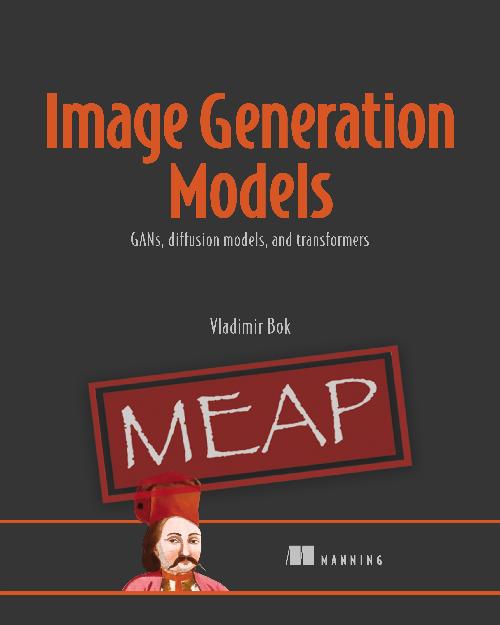 Image Generation
Models
GANs, diffusion models, and transformers
Vladimir Bok
MEAP
MANNING